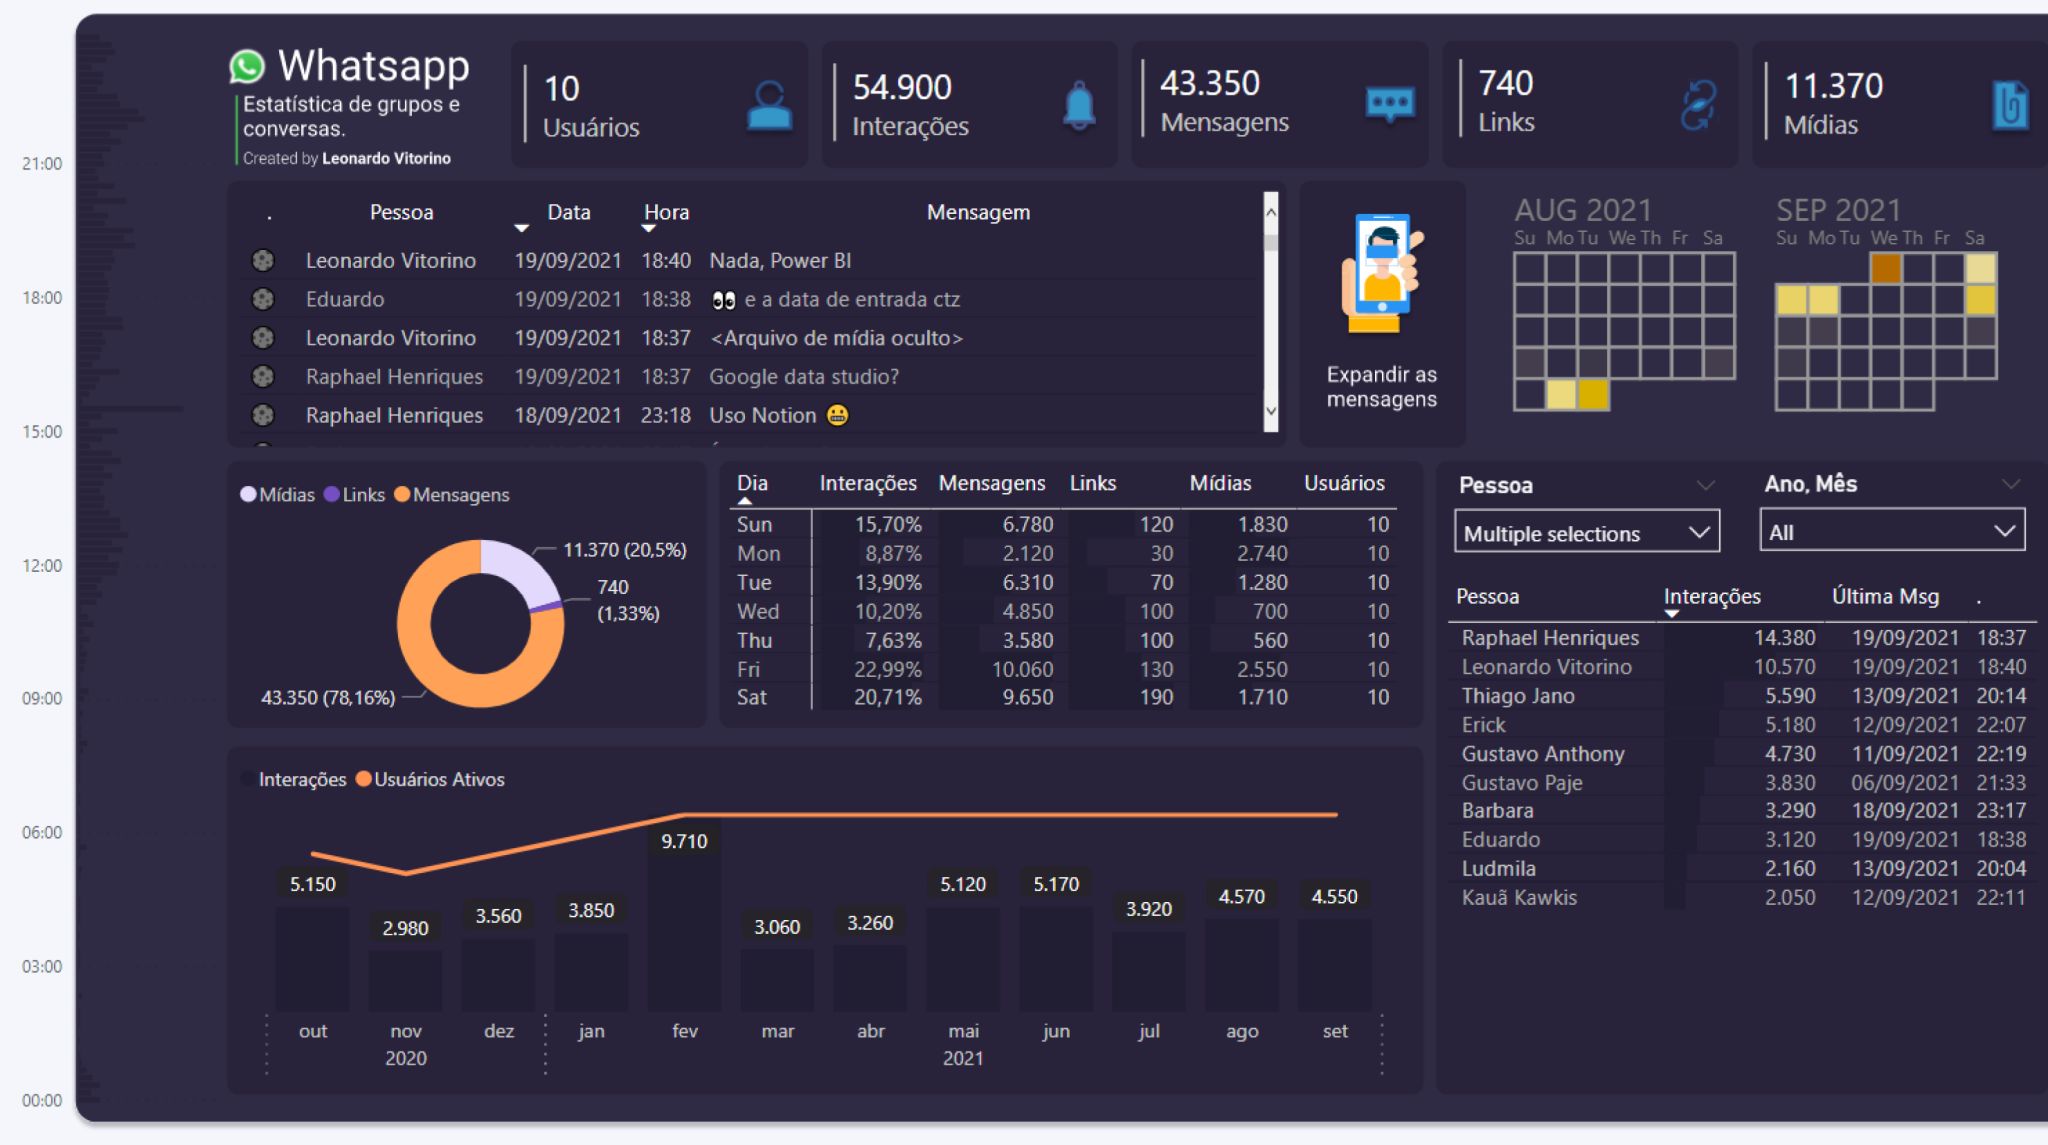 Whatsapp
Estatística de grupos e
conversas.
Created by Leonardo Vitorino
10
Usuários
54.900
Interações
43.350
Mensagens
740
Links
11.370
Mídias
21:00
18:00
15:00
12:00
09:00
06:00
03:00
00:00
. Pessoa Data Hora Mensagem
Leonardo Vitorino 19/09/2021 18:40 Nada, Power BI
Eduardo 19/09/2021 18:38 👀 e a data de entrada ctz
Leonardo Vitorino 19/09/2021 18:37 <Arquivo de mídia oculto>
Raphael Henriques 19/09/2021 18:37 Google data studio?
Raphael Henriques 18/09/2021 23:18 Uso Notion 😬
Expandir as
mensagens
AUG 2021
Su Mo Tu We Th Fr Sa
SEP 2021
Su Mo Tu We Th Fr Sa
Mídias Links Mensagens
11.370 (20,5%)
740
(1,33%)
43.350 (78,16%)
Dia Interações Mensagens Links Mídias Usuários
Sun 15,70% 6.780 120 1.830 10
Mon 8,87% 2.120 30 2.740 10
Tue 13,90% 6.310 70 1.280 10
Wed 10,20% 4.850 100 700 10
Thu 7,63% 3.580 100 560 10
Fri 22,99% 10.060 130 2.550 10
Sat 20,71% 9.650 190 1.710 10
Pessoa
Multiple selections
Ano, Mês
All
Pessoa Interações Última Msg .
Raphael Henriques 14.380 19/09/2021 18:37
Leonardo Vitorino 10.570 19/09/2021 18:40
Thiago Jano 5.590 13/09/2021 20:14
Erick 5.180 12/09/2021 22:07
Gustavo Anthony 4.730 11/09/2021 22:19
Gustavo Paje 3.830 06/09/2021 21:33
Barbara 3.290 18/09/2021 23:17
Eduardo 3.120 19/09/2021 18:38
Ludmila 2.160 13/09/2021 20:04
Kauã Kawkis 2.050 12/09/2021 22:11
Interações Usuários Ativos
5.150 2.980 3.560 3.850 9.710 3.060 3.260 5.120 5.170 3.920 4.570 4.550
out nov dez jan fev mar abr mai jun jul ago set
2020 2021